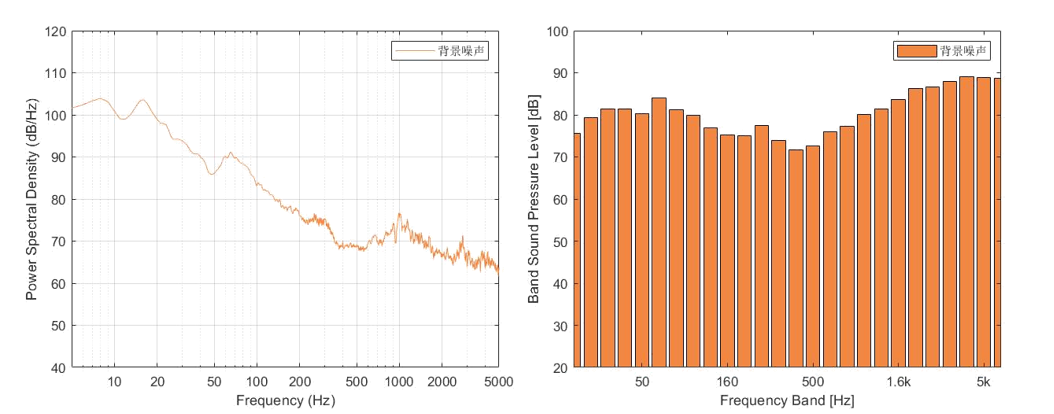 120
110
100
90
80
70
60
50
40
Power Spectral Density (dB/Hz)
10 20 50 100 200 500 1000 2000 5000
Frequency (Hz)
背景噪声
100
90
80
70
60
50
40
30
20
Band Sound Pressure Level [dB]
50 160 500 1.6k 5k
Frequency Band [Hz]
背景噪声